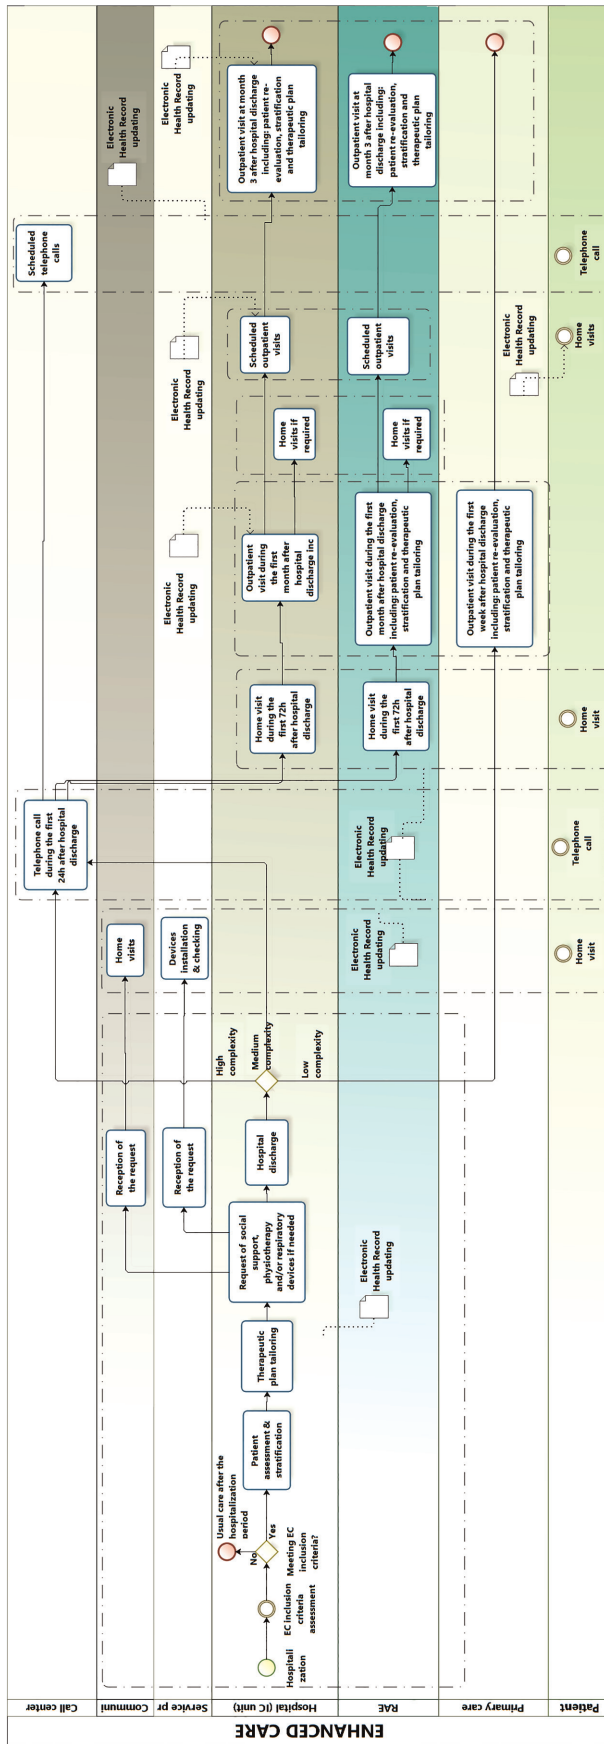 ENHANCED CARE
Call center
Communi
Service pr
Hospital (IC unit)
RAE
Primary care
Patient
Scheduled
telephone
calls
Telephone call
during the first
24h after hospital
discharge
Electronic
Health Record
updating
Home
visits
Reception of
the request
Devices
installation
& checking
Reception of
the request
Electronic
Health Record
updating
Electronic
Health Record
updating
Electronic
Health Record
updating
Hospitali
zation
EC inclusion
criteria
assessment
Meeting EC
inclusion
criteria?
No
Yes
Usual care after the
hospitalization
period
Patient
assessment &
stratification
Therapeutic
plan tailoring
Request of social
support,
physiotherapy
and/or respiratory
devices if needed
Hospital
discharge
High
complexity
Medium
complexity
Low
complexity
Home visit
during the
first 72h
after hospital
discharge
Outpatient
visit during
the first
month after
hospital
discharge inc
Home
visits if
required
Scheduled
outpatient
visits
Outpatient visit at month
3 after hospital discharge
including: patient re-
evaluation, stratification
and therapeutic plan
tailoring
Electronic
Health Record
updating
Electronic
Health Record
updating
Electronic
Health Record
updating
Home visit
during the
first 72h
after hospital
discharge
Outpatient visit during the first
month after hospital discharge
including: patient re-evaluation,
stratification and therapeutic
plan tailoring
Home
visits if
required
Scheduled
outpatient
visits
Outpatient visit at
month 3 after hospital
discharge including:
patient re-evaluation,
stratification and
therapeutic plan
tailoring
Outpatient visit during the first
week after hospital discharge
including: patient re-evaluation,
stratification and therapeutic
plan tailoring
Electronic
Health Record
updating
Home
visit
Telephone
call
Home
visit
Home
visits
Telephone
call